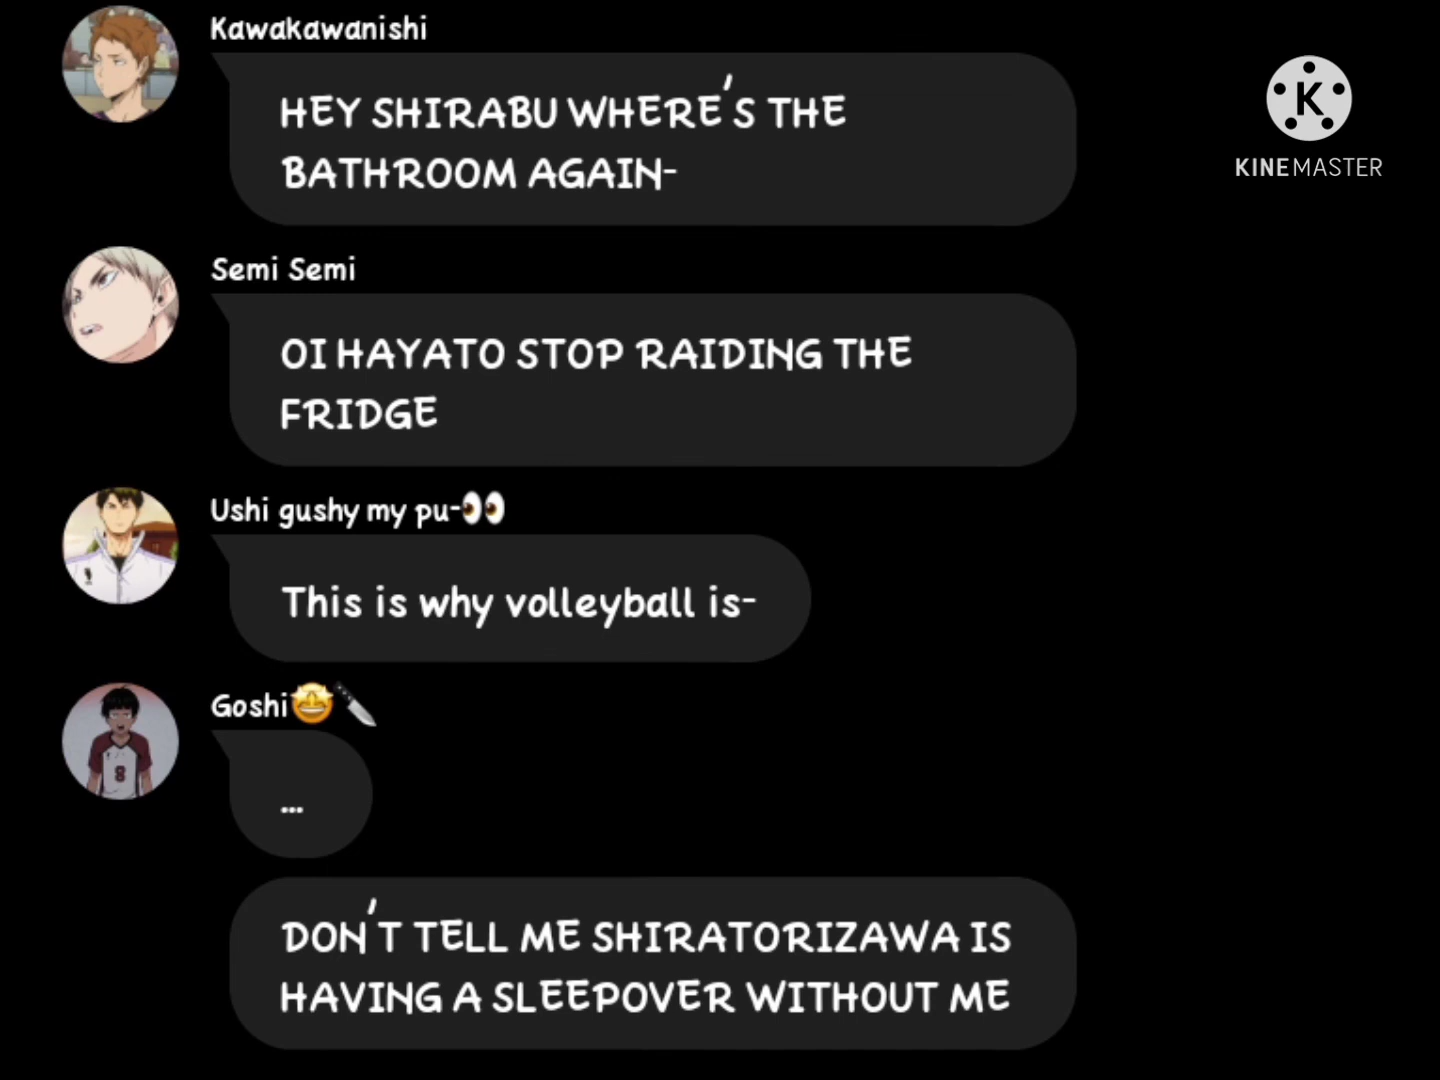 Kawakawanishi
HEY SHIRABU WHERE'S THE
BATHROOM AGAIN-
K
KINEMASTER
Semi Semi
OI HAYATO STOP RAIDING THE
FRIDGE
Ushi gushy my pu-👀
This is why volleyball is-
Goshi🤩🔪
8
...
DON'T TELL ME SHIRATORIZAWA IS
HAVING A SLEEPOVER WITHOUT ME